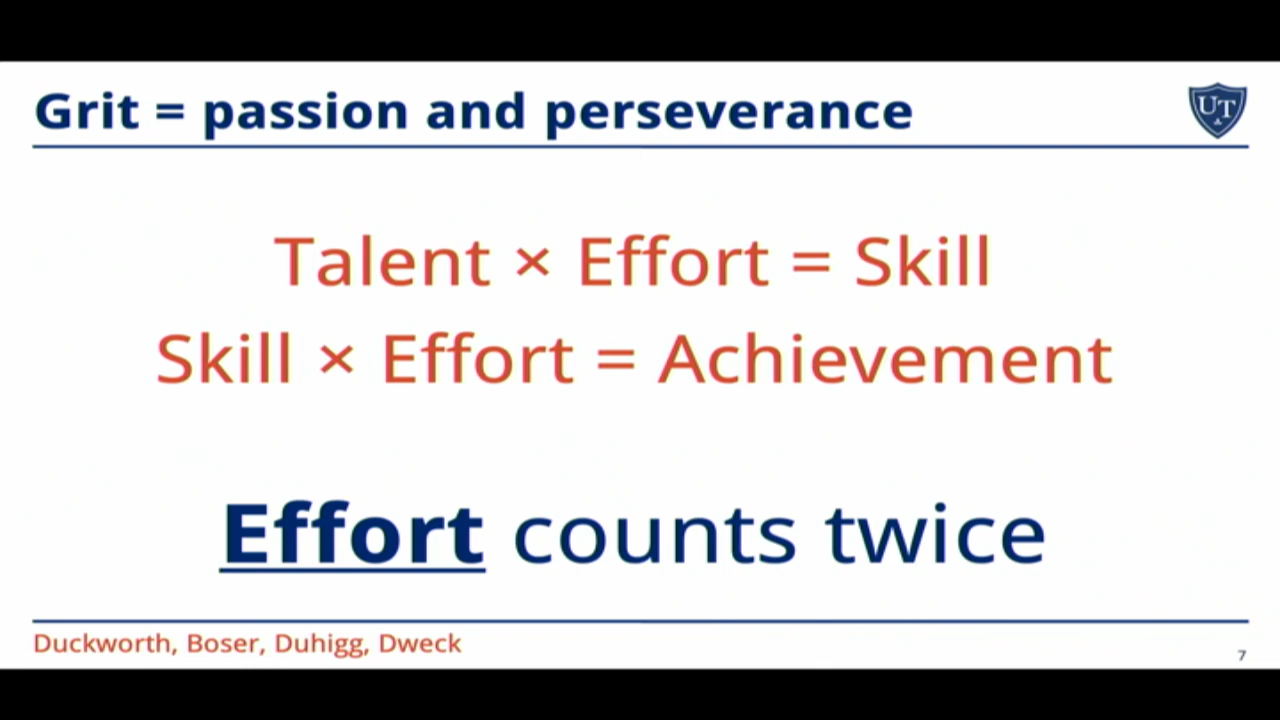 Grit = passion and perseverance
UT
Talent × Effort = Skill
Skill × Effort = Achievement
Effort counts twice
Duckworth, Boser, Duhigg, Dweck
7